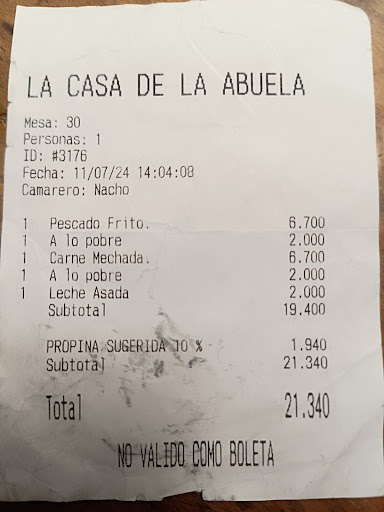 LA CASA DE LA ABUELA
Mesa: 30
Personas: 1
ID: #3176
Fecha: 11/07/24 14:04:08
Camarero: Nacho
1 Pescado Frito. 6.700
1 A lo pobre 2.000
1 Carne Mechada. 6.700
1 A lo pobre 2.000
1 Leche Asada 2.000
Subtotal 19.400
PROPINA SUGERIDA 10 % 1.940
Subtotal 21.340
Total 21.340
NO VALIDO COMO BOLETA